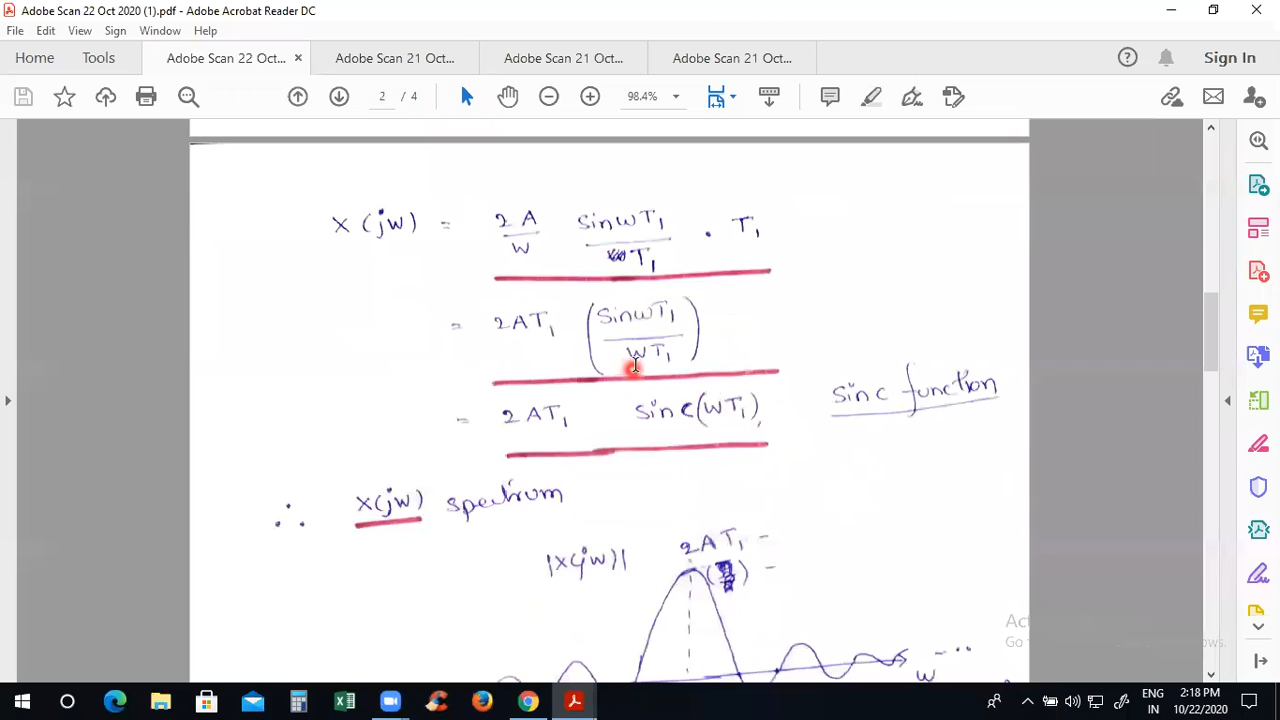 Adobe Scan 22 Oct 2020 (1).pdf - Adobe Acrobat Reader DC
File Edit View Sign Window Help
Home Tools Adobe Scan 22 Oct... × Adobe Scan 21 Oct... Adobe Scan 21 Oct... Adobe Scan 21 Oct... Sign In
2 / 4 98.4%
X (jw) = 2A/w sinwT1/T1 . T1
= 2AT1 (sinwT1/wT1)
= 2AT1 sinc(wT1), sinc function
∴ X(jw) spectrum
|X(jw)| 2AT1 -
w
Go
ENG
IN
2:18 PM
10/22/2020